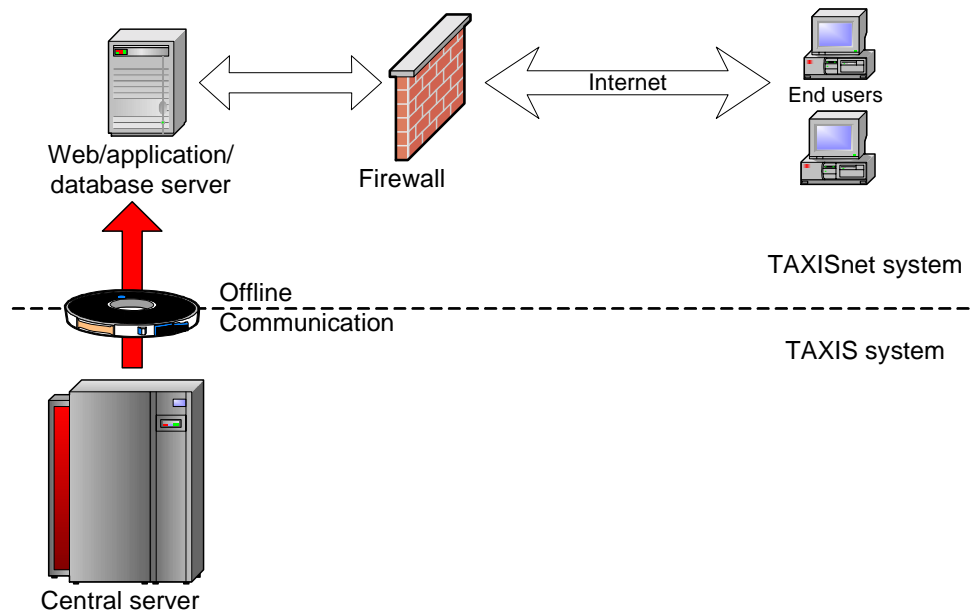 Internet
End users
Web/application/
database server
Firewall
TAXISnet system
Offline
Communication
TAXIS system
Central server